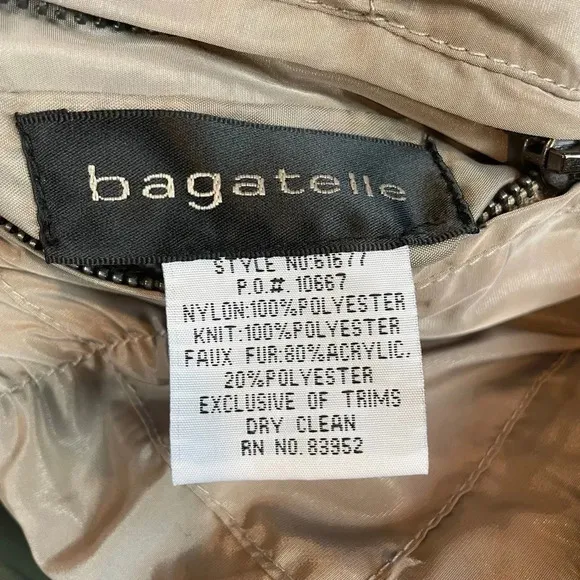 bagatelle
STYLE NO.61677
P.O.#. 10667
NYLON:100%POLYESTER
KNIT:100%POLYESTER
FAUX FUR:80%ACRYLIC,
20%POLYESTER
EXCLUSIVE OF TRIMS
DRY CLEAN
RN NO.83952